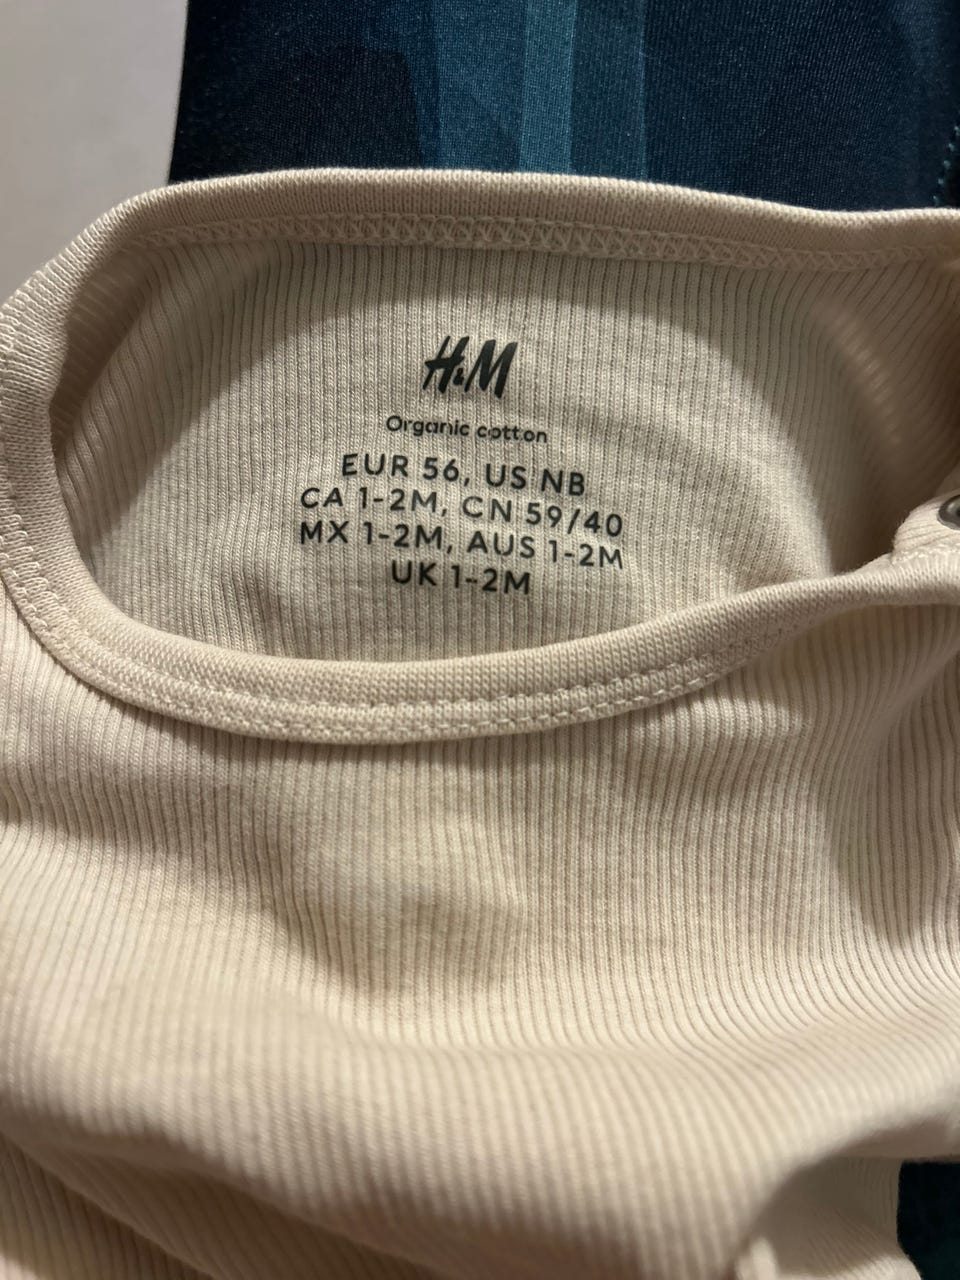 H&M
Organic cotton
EUR 56, US NB
CA 1-2M, CN 59/40
MX 1-2M, AUS 1-2M
UK 1-2M